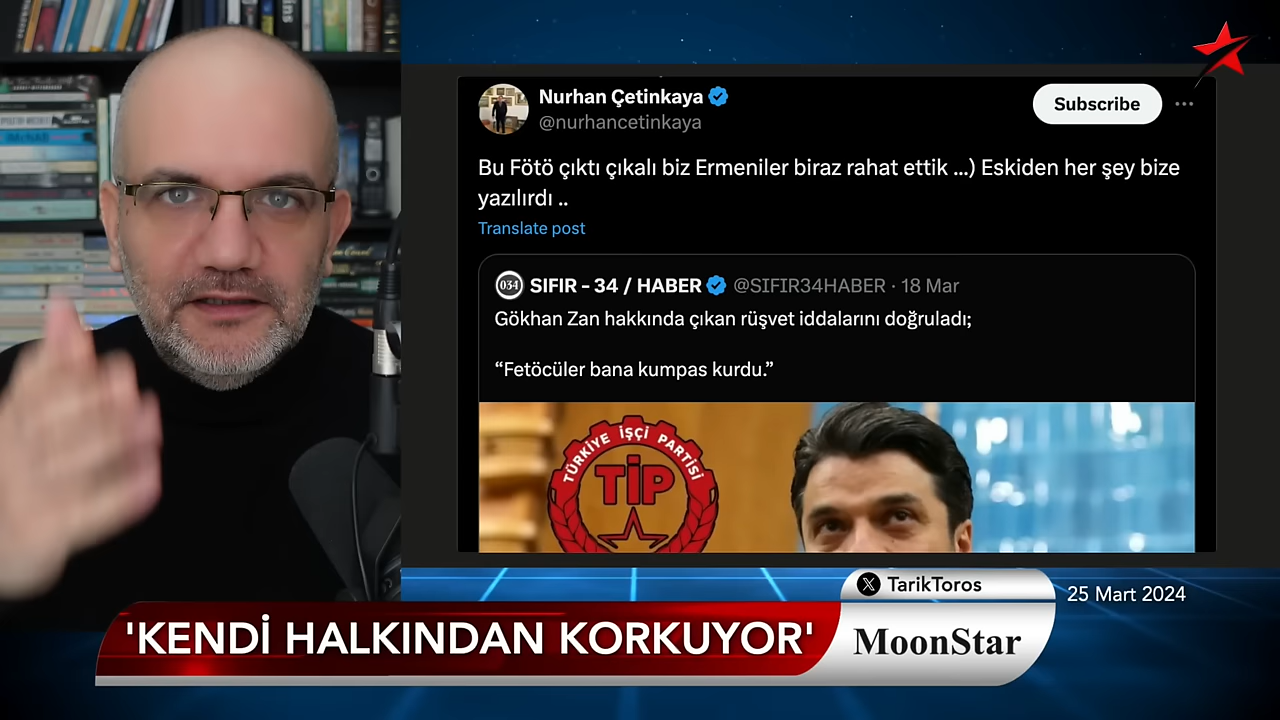 Nurhan Çetinkaya
@nurhancetinkaya
Subscribe
Bu Fötö çıktı çıkalı biz Ermeniler biraz rahat ettik ...) Eskiden her şey bize
yazılırdı ..
Translate post
034
SIFIR - 34 / HABER @SIFIR34HABER · 18 Mar
Gökhan Zan hakkında çıkan rüşvet iddalarını doğruladı;
“Fetöcüler bana kumpas kurdu.”
TÜRKİYE İŞÇİ PARTİSİ
TİP
X TarikToros
25 Mart 2024
'KENDİ HALKINDAN KORKUYOR'
MoonStar